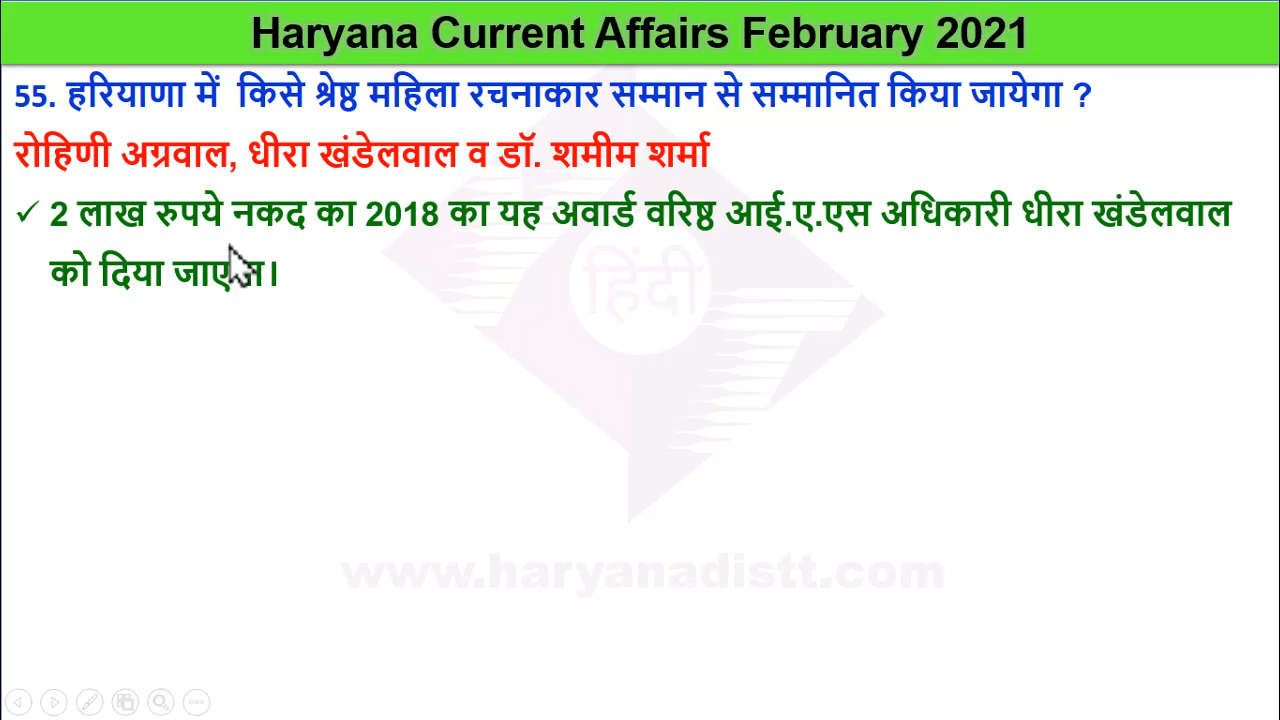 Haryana Current Affairs February 2021
55. हरियाणा में किसे श्रेष्ठ महिला रचनाकार सम्मान से सम्मानित किया जायेगा ?
रोहिणी अग्रवाल, धीरा खंडेलवाल व डॉ. शमीम शर्मा
✓ 2 लाख रुपये नकद का 2018 का यह अवार्ड वरिष्ठ आई.ए.एस अधिकारी धीरा खंडेलवाल
को दिया जाएगा।
हिंदी
www.haryanadistt.com